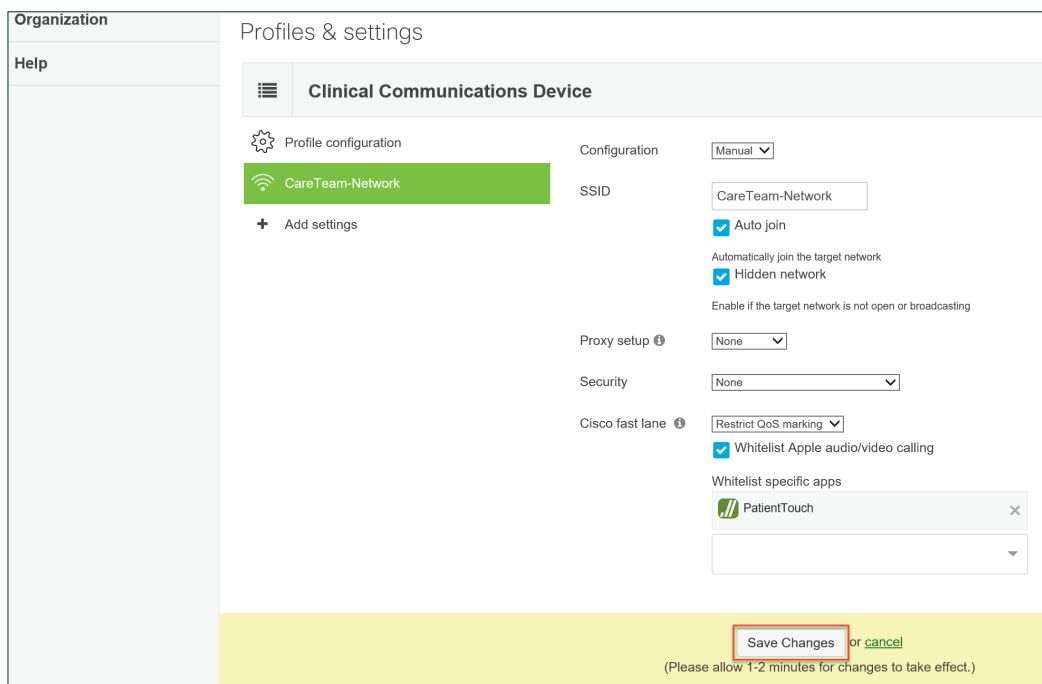 Organization
Help
Profiles & settings
Clinical Communications Device
Profile configuration
CareTeam-Network
Add settings
Configuration Manual
SSID CareTeam-Network
Auto join
Automatically join the target network
Hidden network
Enable if the target network is not open or broadcasting
Proxy setup None
Security None
Cisco fast lane Restrict QoS marking
Whitelist Apple audio/video calling
Whitelist specific apps
PatientTouch
Save Changes or cancel
(Please allow 1-2 minutes for changes to take effect.)